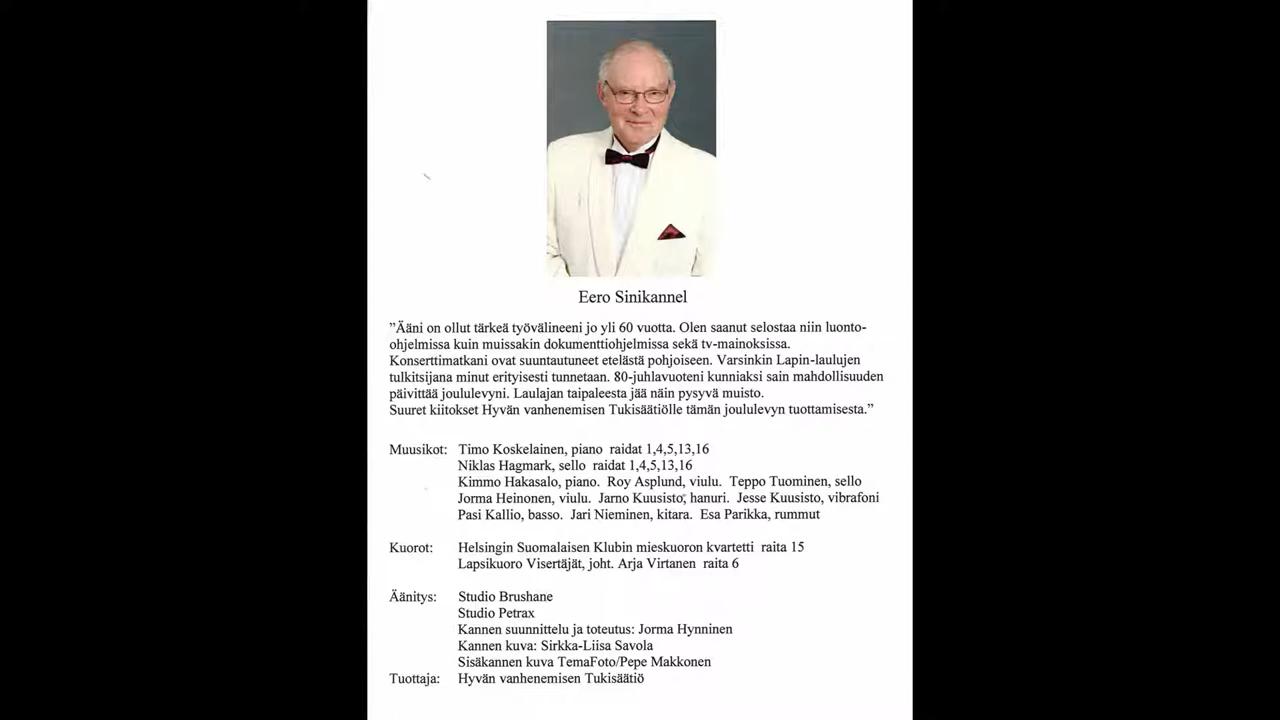 Eero Sinikannel
”Ääni on ollut tärkeä työvälineeni jo yli 60 vuotta. Olen saanut selostaa niin luonto-
ohjelmissa kuin muissakin dokumenttiohjelmissa sekä tv-mainoksissa.
Konserttimatkani ovat suuntautuneet etelästä pohjoiseen. Varsinkin Lapin-laulujen
tulkitsijana minut erityisesti tunnetaan. 80-juhlavuoteni kunniaksi sain mahdollisuuden
päivittää joululevyni. Laulajan taipaleesta jää näin pysyvä muisto.
Suuret kiitokset Hyvän vanhenemisen Tukisäätiölle tämän joululevyn tuottamisesta.”
Muusikot: Timo Koskelainen, piano raidat 1,4,5,13,16
Niklas Hagmark, sello raidat 1,4,5,13,16
Kimmo Hakasalo, piano. Roy Asplund, viulu. Teppo Tuominen, sello
Jorma Heinonen, viulu. Jarno Kuusisto, hanuri. Jesse Kuusisto, vibrafoni
Pasi Kallio, basso. Jari Nieminen, kitara. Esa Parikka, rummut
Kuorot: Helsingin Suomalaisen Klubin mieskuoron kvartetti raita 15
Lapsikuoro Visertäjät, joht. Arja Virtanen raita 6
Äänitys: Studio Brushane
Studio Petrax
Kannen suunnittelu ja toteutus: Jorma Hynninen
Kannen kuva: Sirkka-Liisa Savola
Sisäkannen kuva TemaFoto/Pepe Makkonen
Tuottaja: Hyvän vanhenemisen Tukisäätiö